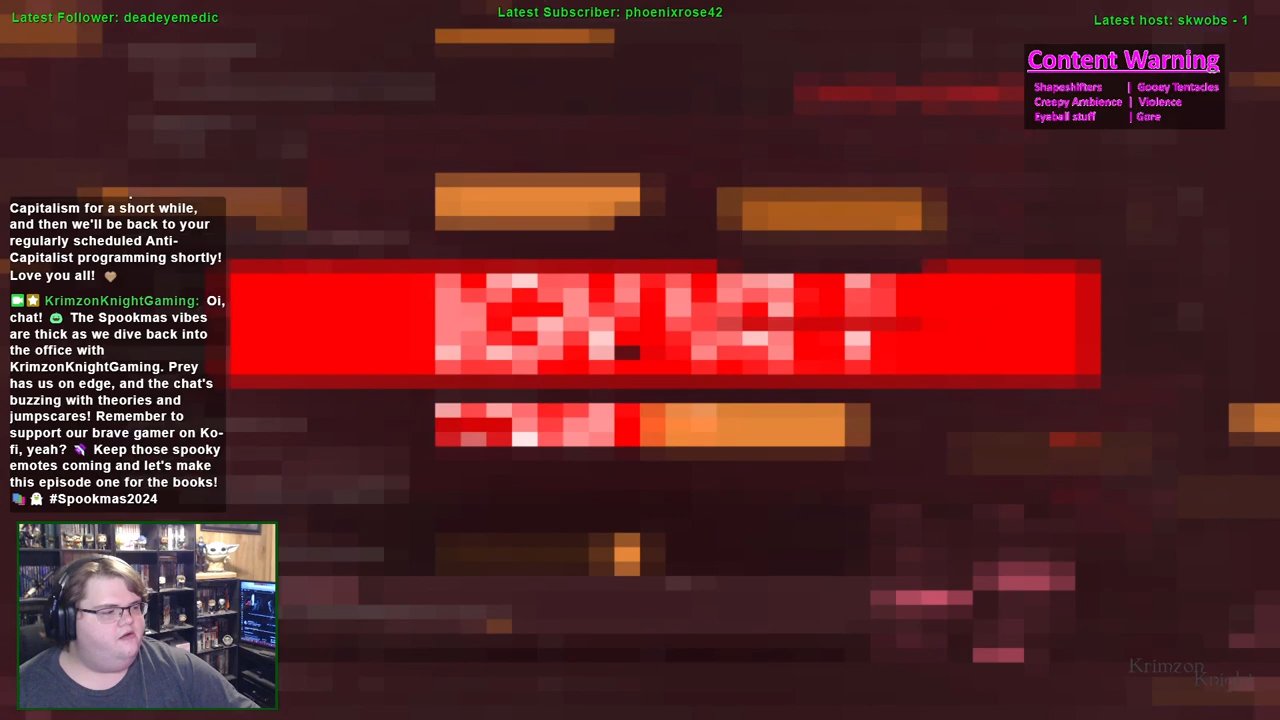 Latest Follower: deadeyemedic
Latest Subscriber: phoenixrose42
Latest host: skwobs - 1
Content Warning
Shapeshifters | Gooey Tentacles
Creepy Ambience | Violence
Eyeball stuff | Gore
Capitalism for a short while,
and then we'll be back to your
regularly scheduled Anti-
Capitalist programming shortly!
Love you all! 🤎
KrimzonKnightGaming: Oi,
chat! The Spookmas vibes
are thick as we dive back into
the office with
KrimzonKnightGaming. Prey
has us on edge, and the chat's
buzzing with theories and
jumpscares! Remember to
support our brave gamer on Ko-
fi, yeah? Keep those spooky
emotes coming and let's make
this episode one for the books!
📚 👻 #Spookmas2024
Krimzon
Knight